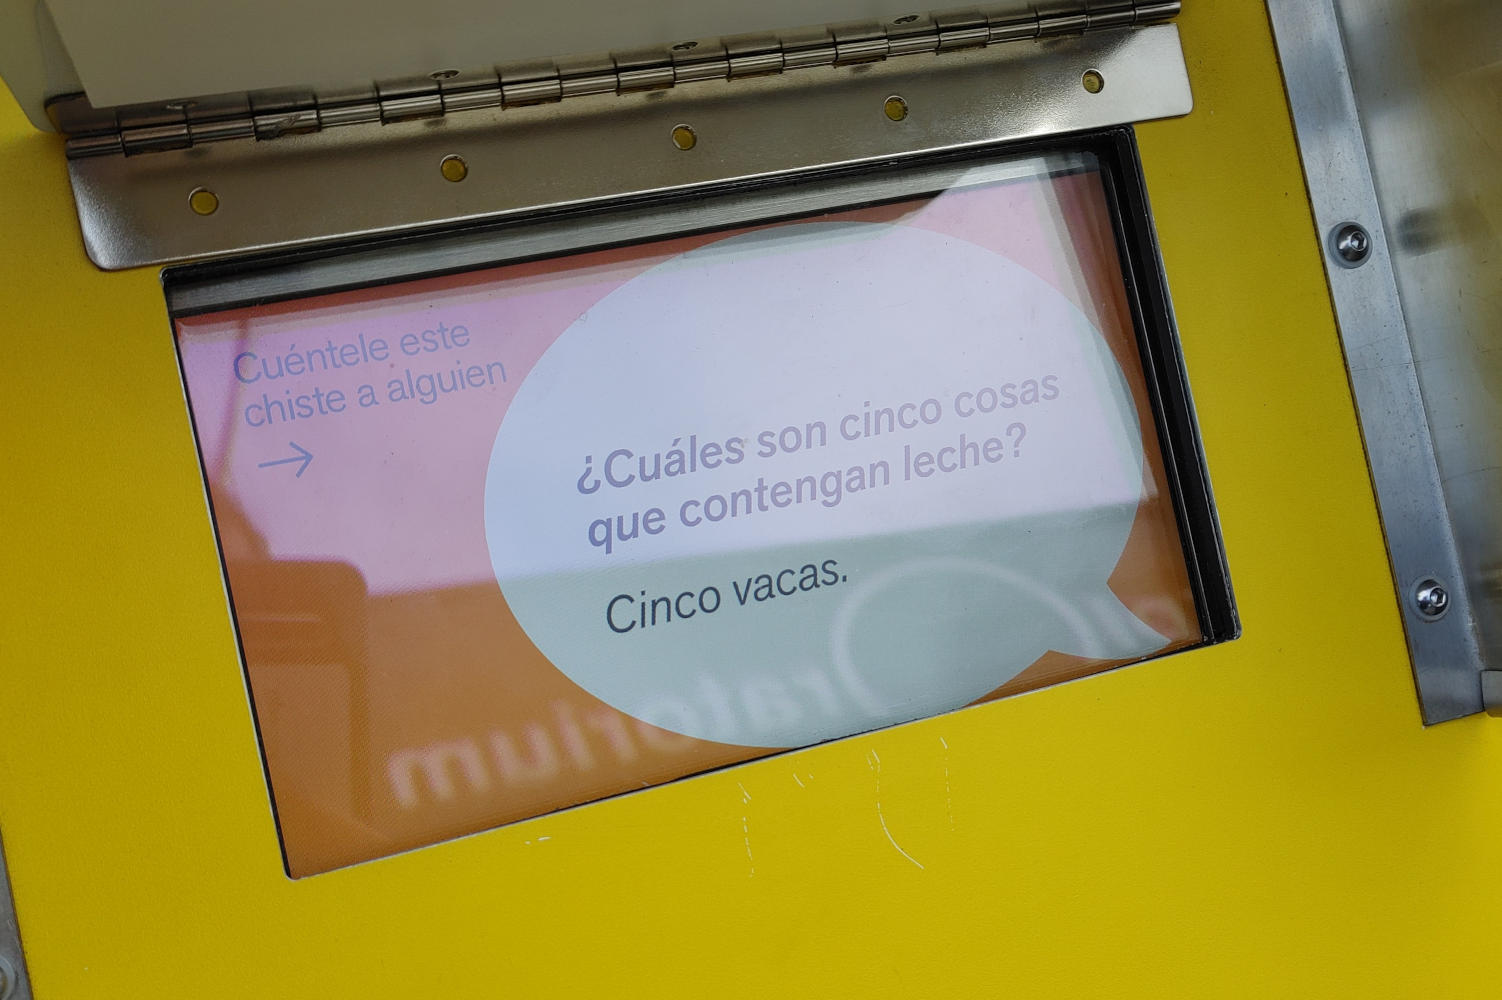 Cuéntele este
chiste a alguien
→
¿Cuáles son cinco cosas
que contengan leche?
Cinco vacas.